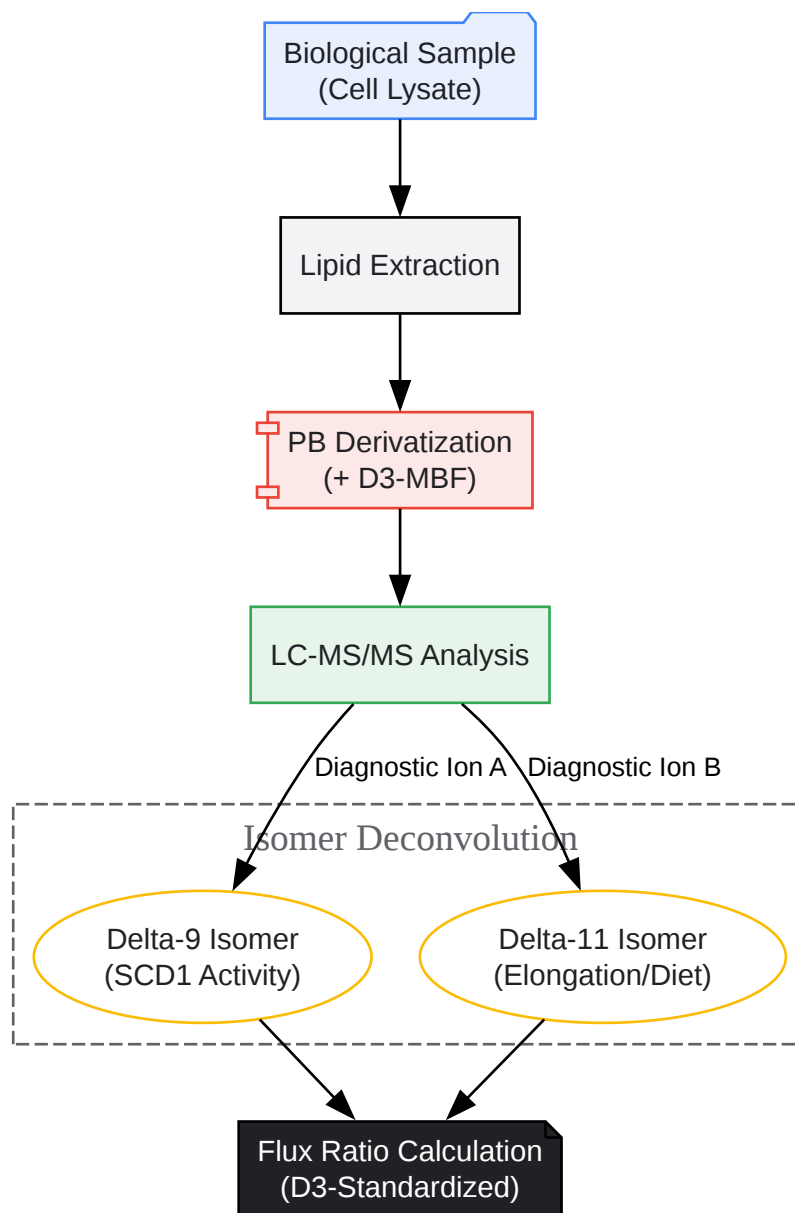 Biological Sample
(Cell Lysate)
Lipid Extraction
PB Derivatization
(+ D3-MBF)
LC-MS/MS Analysis
Diagnostic Ion A
Diagnostic Ion B
Isomer Deconvolution
Delta-9 Isomer
(SCD1 Activity)
Delta-11 Isomer
(Elongation/Diet)
Flux Ratio Calculation
(D3-Standardized)